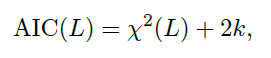 AIC(L) = χ²(L) + 2k,